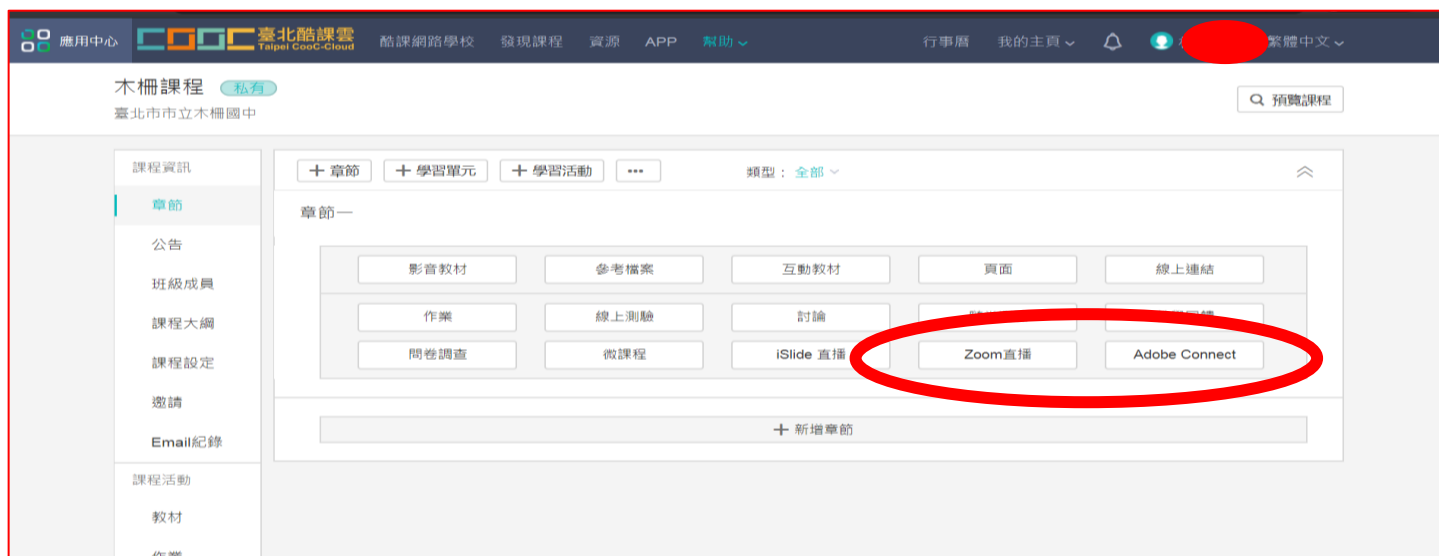 應用中心 臺北酷課雲 酷課網路學校 發現課程 資源 APP 幫助 行事曆 我的主頁 繁體中文
Taipei CooC-Cloud
木柵課程 私有
臺北市市立木柵國中
預覽課程
課程資訊
章節
公告
班級成員
課程大綱
課程設定
邀請
Email紀錄
課程活動
教材
作業
+ 章節 + 學習單元 + 學習活動 ••• 類型： 全部
章節一
影音教材 參考檔案 互動教材 頁面 線上連結
作業 線上測驗 討論
問卷調查 微課程 iSlide 直播 Zoom直播 Adobe Connect
+ 新增章節